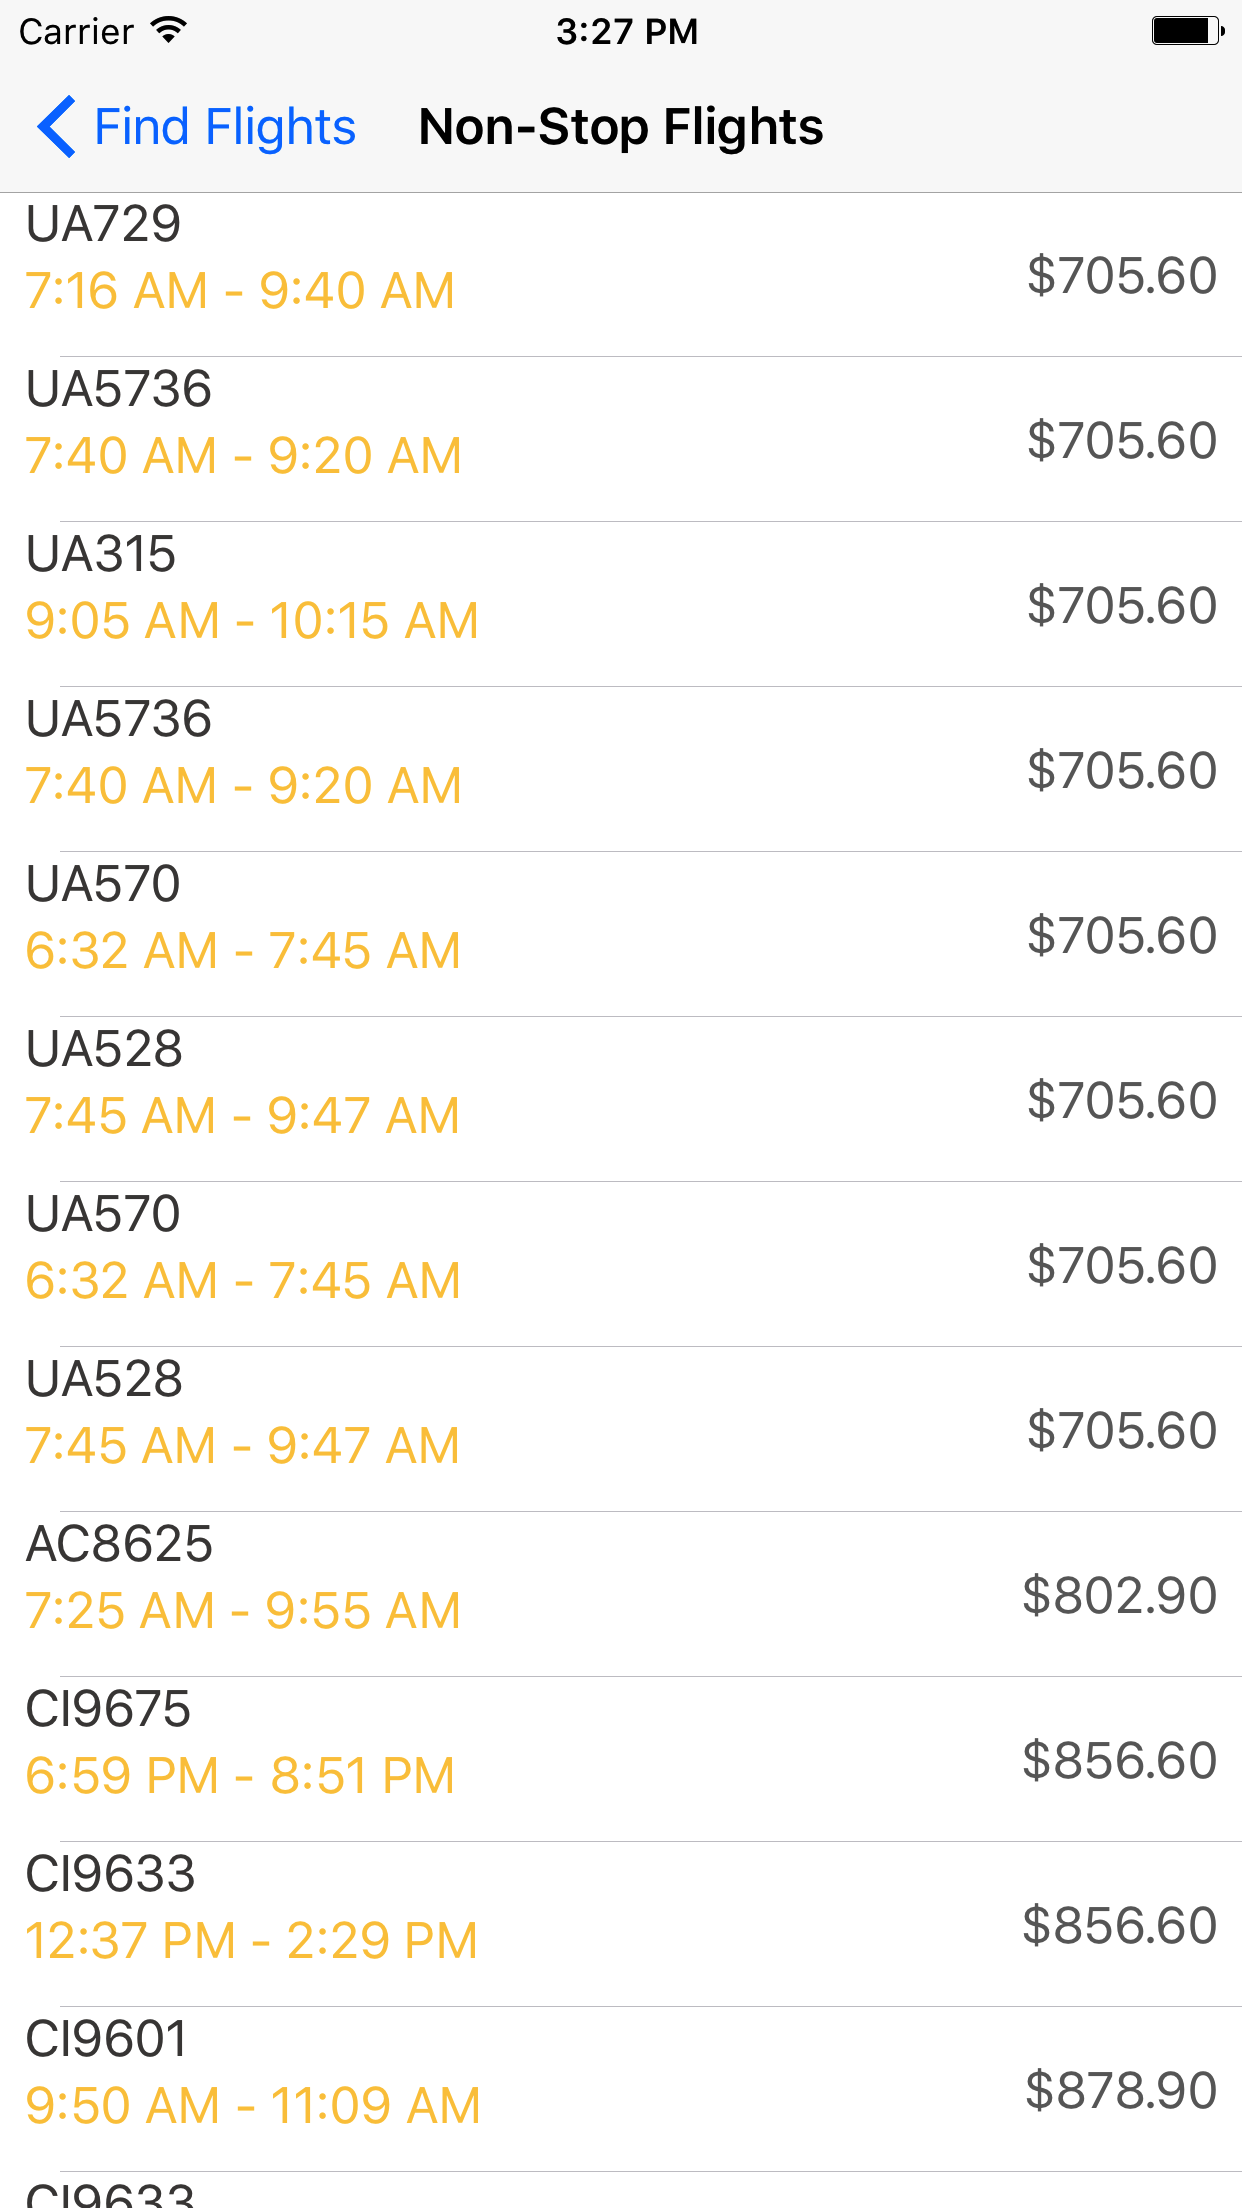 Carrier 3:27 PM
Find Flights Non-Stop Flights
UA729
7:16 AM - 9:40 AM
$705.60
UA5736
7:40 AM - 9:20 AM
$705.60
UA315
9:05 AM - 10:15 AM
$705.60
UA5736
7:40 AM - 9:20 AM
$705.60
UA570
6:32 AM - 7:45 AM
$705.60
UA528
7:45 AM - 9:47 AM
$705.60
UA570
6:32 AM - 7:45 AM
$705.60
UA528
7:45 AM - 9:47 AM
$705.60
AC8625
7:25 AM - 9:55 AM
$802.90
CI9675
6:59 PM - 8:51 PM
$856.60
CI9633
12:37 PM - 2:29 PM
$856.60
CI9601
9:50 AM - 11:09 AM
$878.90
CI9633